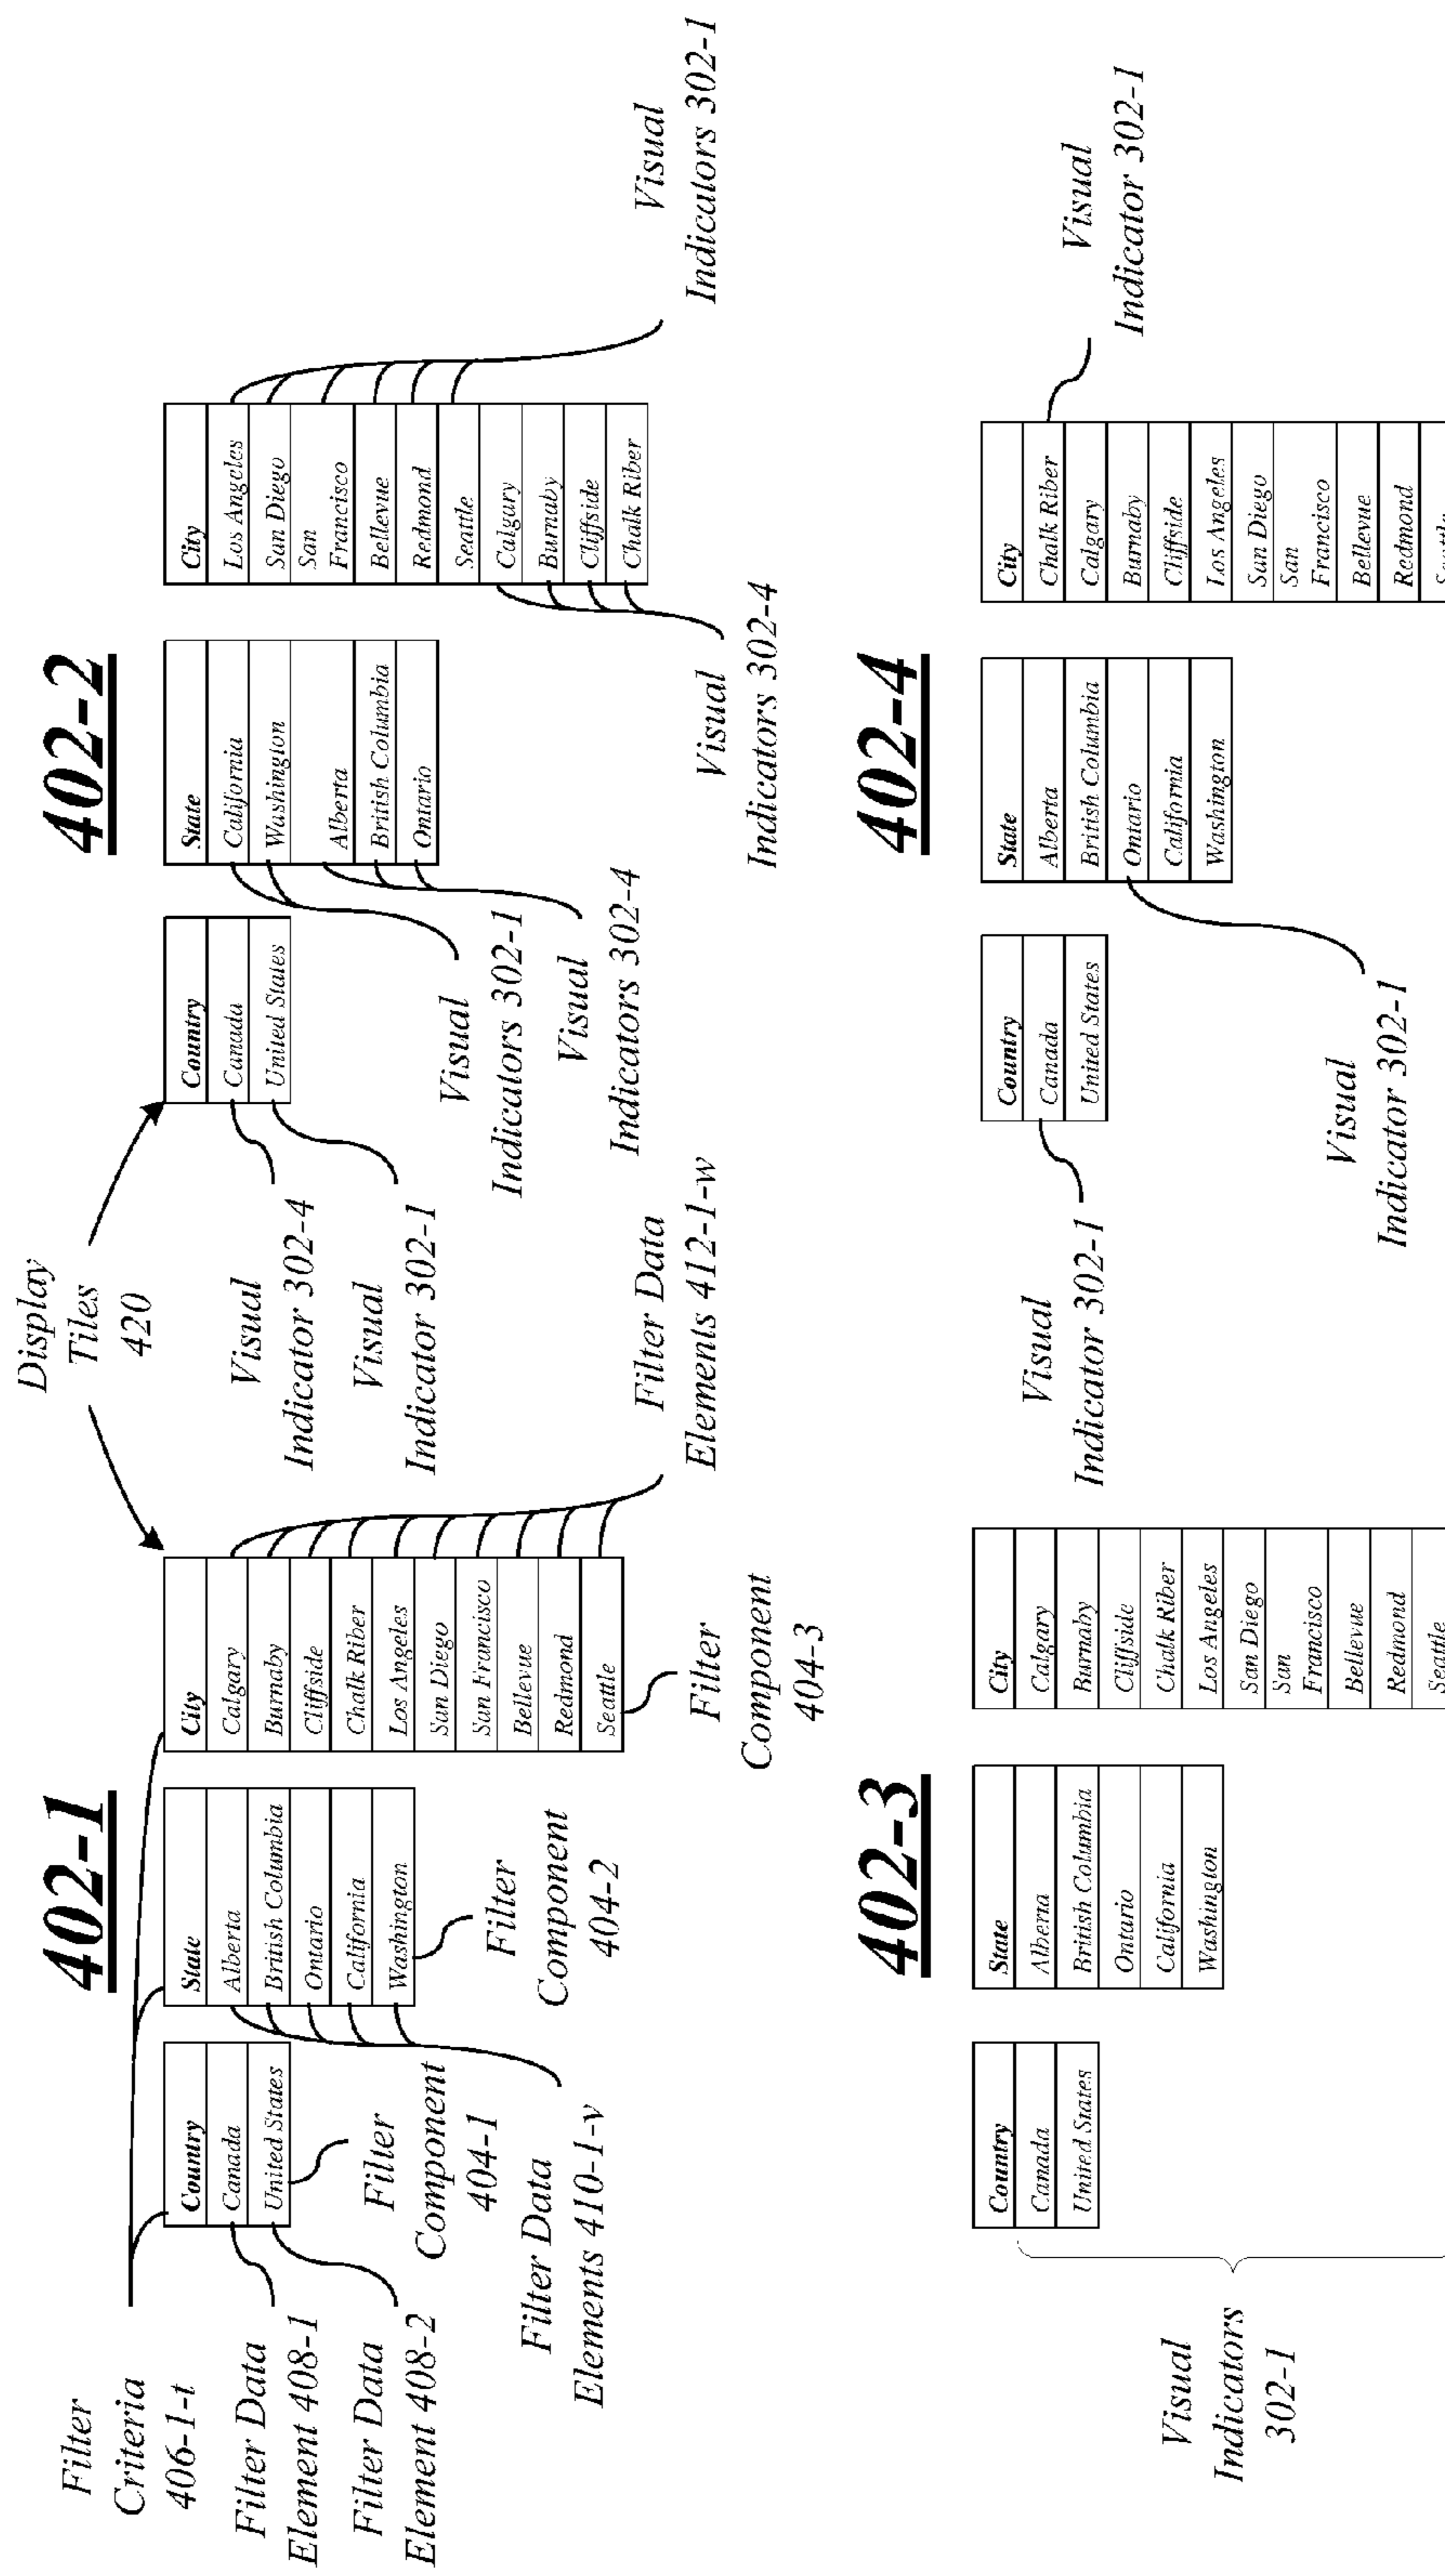 402-1
Filter
Criteria
406-1-t
Filter Data
Element 408-1
Filter Data
Element 408-2
Filter Data
Elements 410-1-v
Country
Canada
United States
Filter
Component
404-1
State
Alberta
British Columbia
Ontario
California
Washington
Filter
Component
404-2
City
Calgary
Burnaby
Cliffside
Chalk Riber
Los Angeles
San Diego
San Francisco
Bellevue
Redmond
Seattle
Filter
Component
404-3
Filter Data
Elements 412-1-w
Display
Tiles
420
402-2
Visual
Indicator 302-4
Visual
Indicator 302-1
Country
Canada
United States
Visual
Indicators 302-1
Visual
Indicators 302-4
State
California
Washington
Alberta
British Columbia
Ontario
City
Los Angeles
San Diego
San
Francisco
Bellevue
Redmond
Seattle
Calgary
Burnaby
Cliffside
Chalk Riber
Visual
Indicators 302-4
Visual
Indicators 302-1
402-3
Visual
Indicators
302-1
Country
Canada
United States
State
Alberta
British Columbia
Ontario
California
Washington
City
Calgary
Burnaby
Cliffside
Chalk Riber
Los Angeles
San Diego
San
Francisco
Bellevue
Redmond
Seattle
402-4
Visual
Indicator 302-1
Country
Canada
United States
Visual
Indicator 302-1
State
Alberta
British Columbia
Ontario
California
Washington
City
Chalk Riber
Calgary
Burnaby
Cliffside
Los Angeles
San Diego
San
Francisco
Bellevue
Redmond
Visual
Indicator 302-1